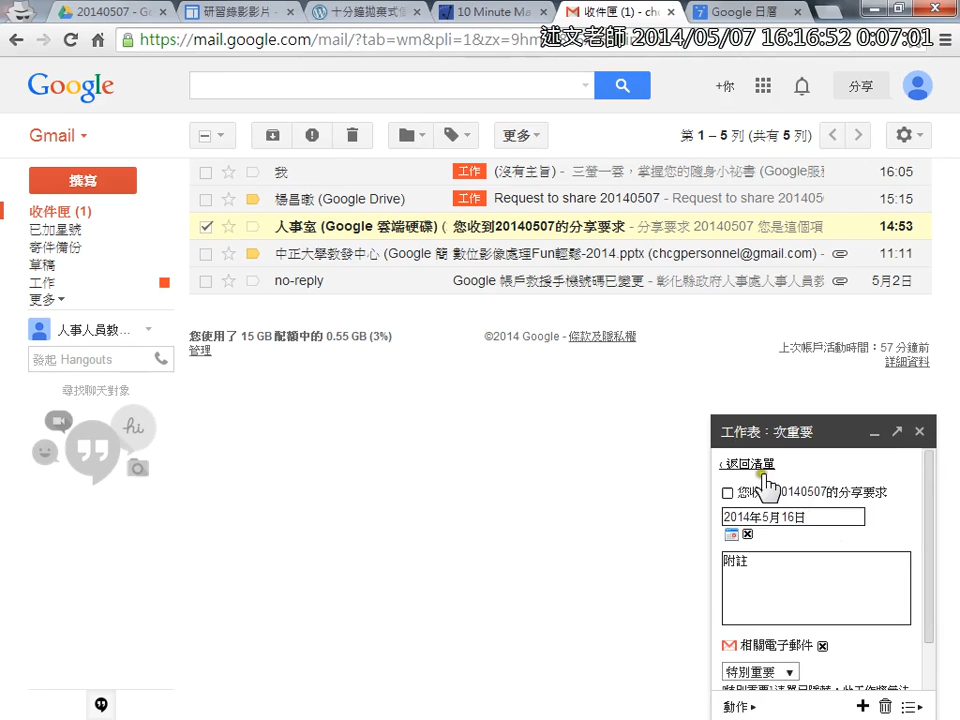 20140507 - Go
研習錄影影片 -
十分鐘拋棄式信
10 Minute Ma
收件匣 (1) - chc
Google 日曆
https://mail.google.com/mail/?tab=wm&pli=1&zx=9hm
述文老師 2014/05/07 16:16:52 0:07:01
Google
+你
分享
Gmail
更多
第 1 – 5 列 (共有 5 列)
撰寫
收件匣 (1)
已加星號
寄件備份
草稿
工作
更多
我 工作 (沒有主旨) - 三螢一雲，掌握您的隨身小祕書 (Google服 16:05
楊昌暾 (Google Drive) 工作 Request to share 20140507 - Request to share 201405 15:15
人事室 (Google 雲端硬碟) ( 您收到20140507的分享要求 - 分享要求 20140507 您是這個項 14:53
中正大學教發中心 (Google 簡 數位影像處理Fun輕鬆-2014.pptx (chcgpersonnel@gmail.com) - 11:11
no-reply Google 帳戶救援手機號碼已變更 - 彰化縣政府人事處人事人員教 5月2日
您使用了 15 GB 配額中的 0.55 GB (3%)
管理
©2014 Google - 條款及隱私權
上次帳戶活動時間：57 分鐘前
詳細資料
人事人員教...
發起 Hangouts
尋找聊天對象
hi
工作表：次重要
‹ 返回清單
您收 0140507的分享要求
2014年5月16日
附註
相關電子郵件
特別重要
動作